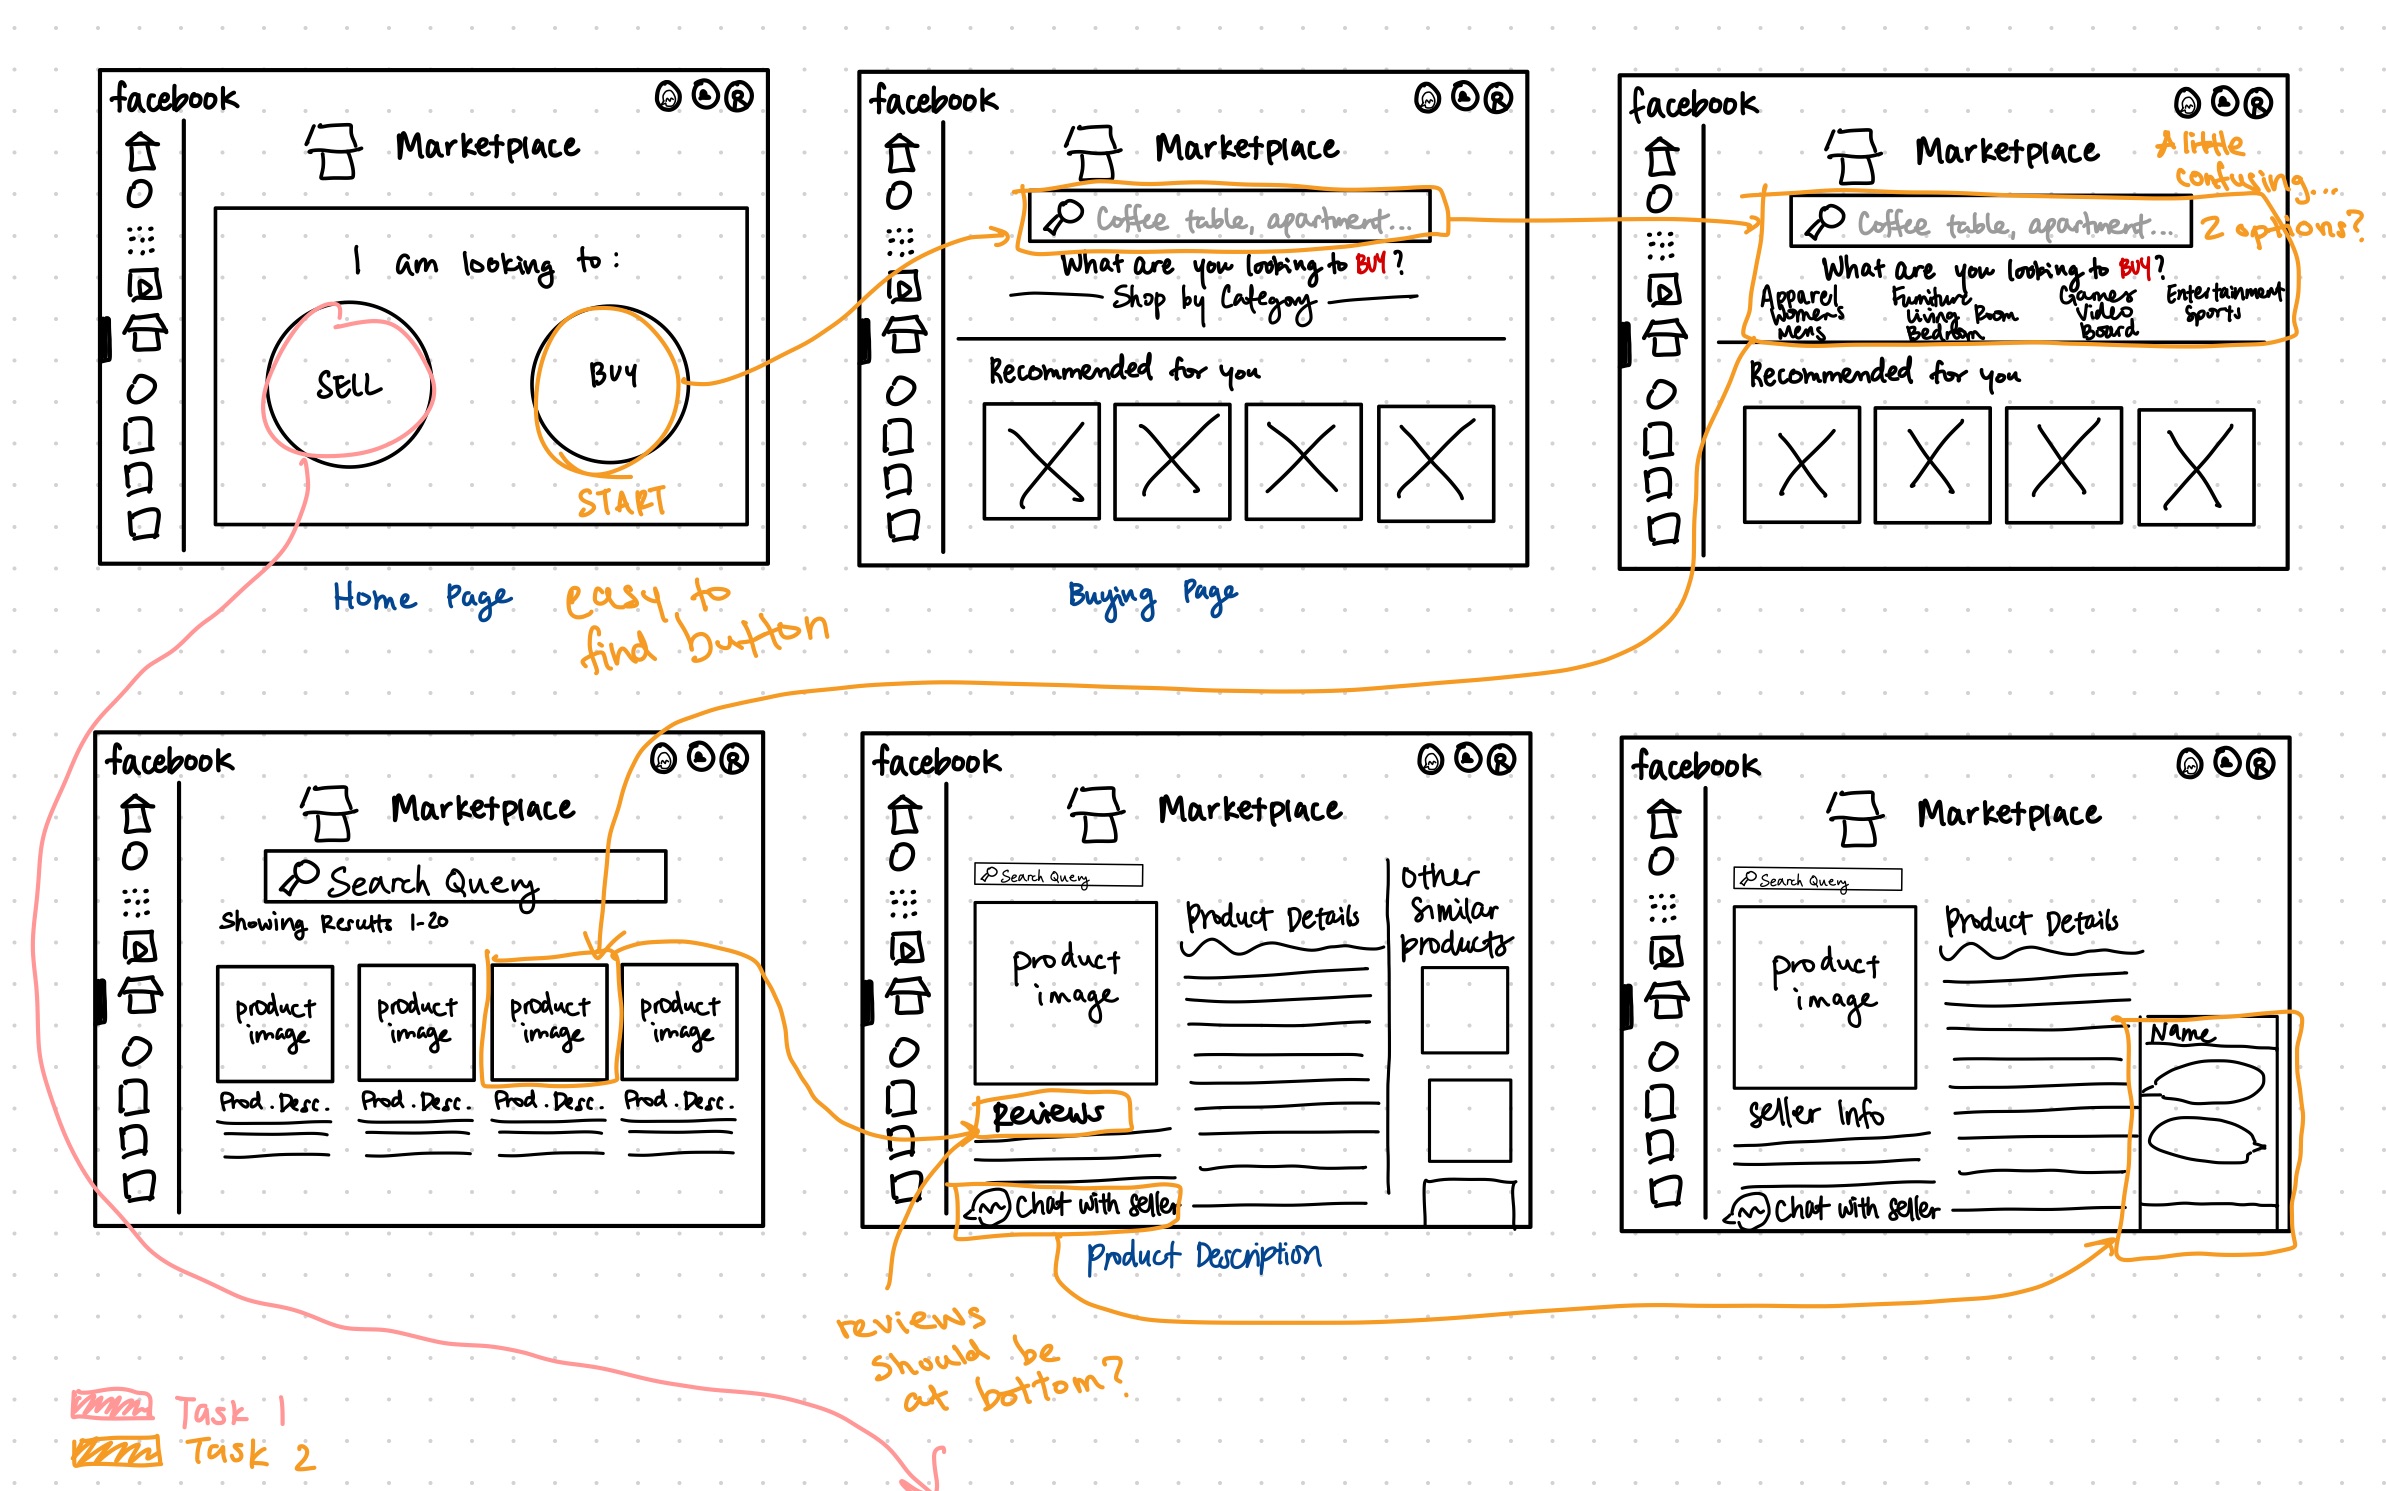 facebook
Marketplace
I am looking to:
SELL
BUY
START
Home Page
easy to
find button
facebook
Marketplace
Coffee table, apartment...
What are you looking to BUY?
Shop by Category
Recommended for you
Buying Page
facebook
Marketplace
A little
confusing...
2 options?
Coffee table, apartment...
What are you looking to BUY?
Apparel
Womens
Mens
Furniture
Living Room
Bedroom
Games
Video
Board
Entertainment
Sports
Recommended for you
facebook
Marketplace
Search Query
Showing Results 1-20
product
image
product
image
product
image
product
image
Prod. Desc.
Prod. Desc.
Prod. Desc.
Prod. Desc.
facebook
Marketplace
Search Query
product
image
Product Details
other
similar
products
Reviews
Chat with seller
Product Description
reviews
should be
at bottom?
facebook
Marketplace
Search Query
product
image
Product Details
Name
Seller Info
Chat with seller
Task 1
Task 2